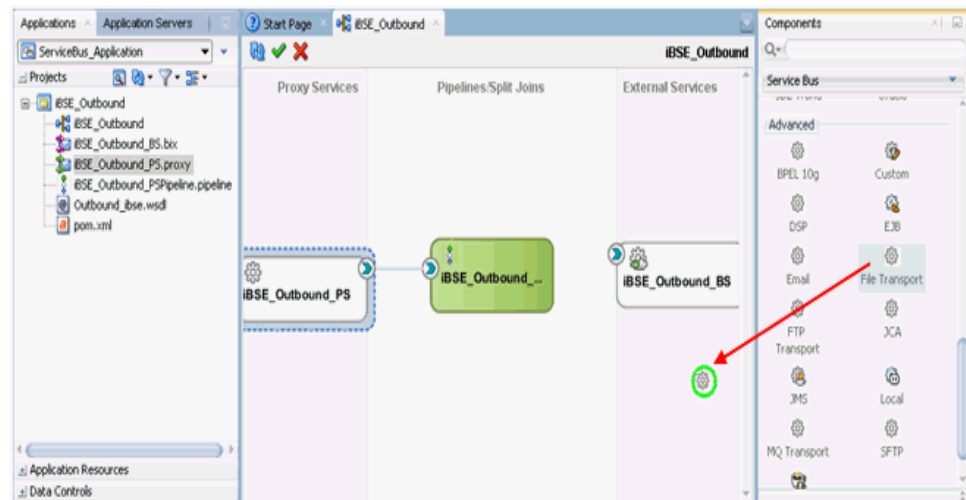 Applications
Application Servers
ServiceBus_Application
Projects
iBSE_Outbound
iBSE_Outbound
iBSE_Outbound_BS.bix
iBSE_Outbound_PS.proxy
iBSE_Outbound_PSPipeline.pipeline
Outbound_ibse.wsdl
pom.xml
Application Resources
Data Controls
Start Page
iBSE_Outbound
iBSE_Outbound
Proxy Services
Pipelines/Split Joins
External Services
iBSE_Outbound_PS
iBSE_Outbound_...
iBSE_Outbound_BS
Components
Service Bus
Advanced
BPEL 10g
Custom
DSP
EJB
Email
File Transport
FTP
Transport
JCA
JMS
Local
MQ Transport
SFTP